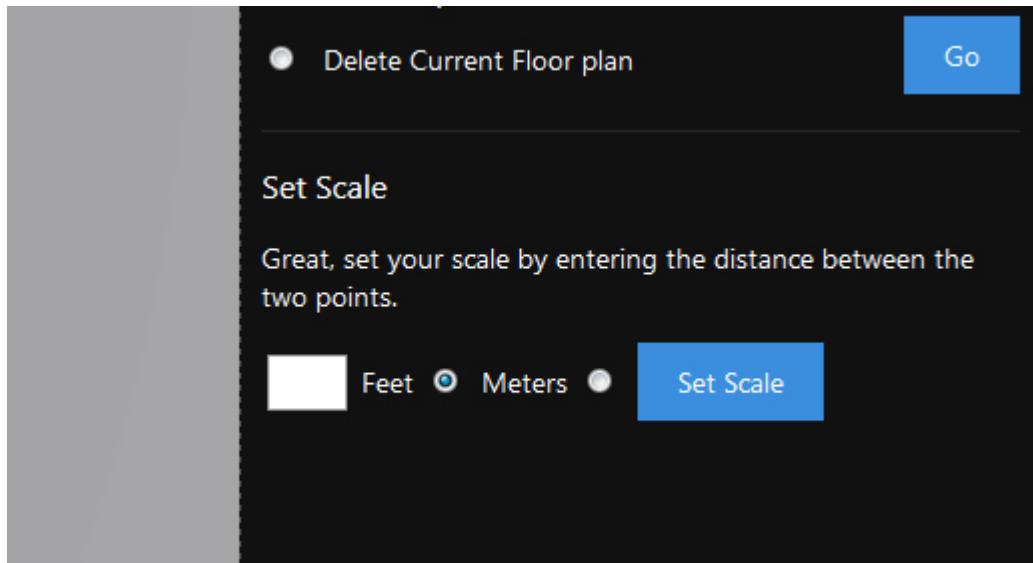 Delete Current Floor plan
Go
Set Scale
Great, set your scale by entering the distance between the
two points.
Feet Meters Set Scale